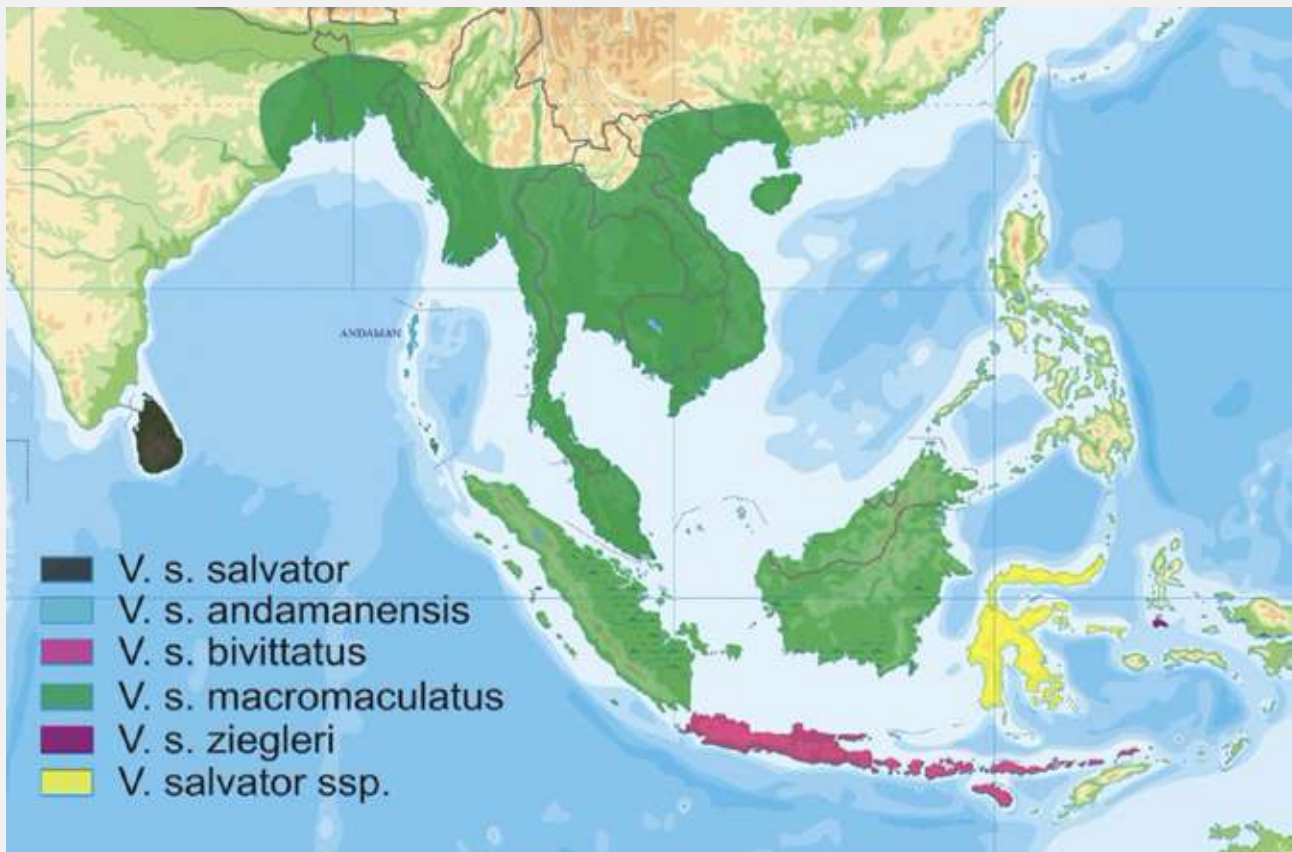 ANDAMAN
V. s. salvator
V. s. andamanensis
V. s. bivittatus
V. s. macromaculatus
V. s. ziegleri
V. salvator ssp.